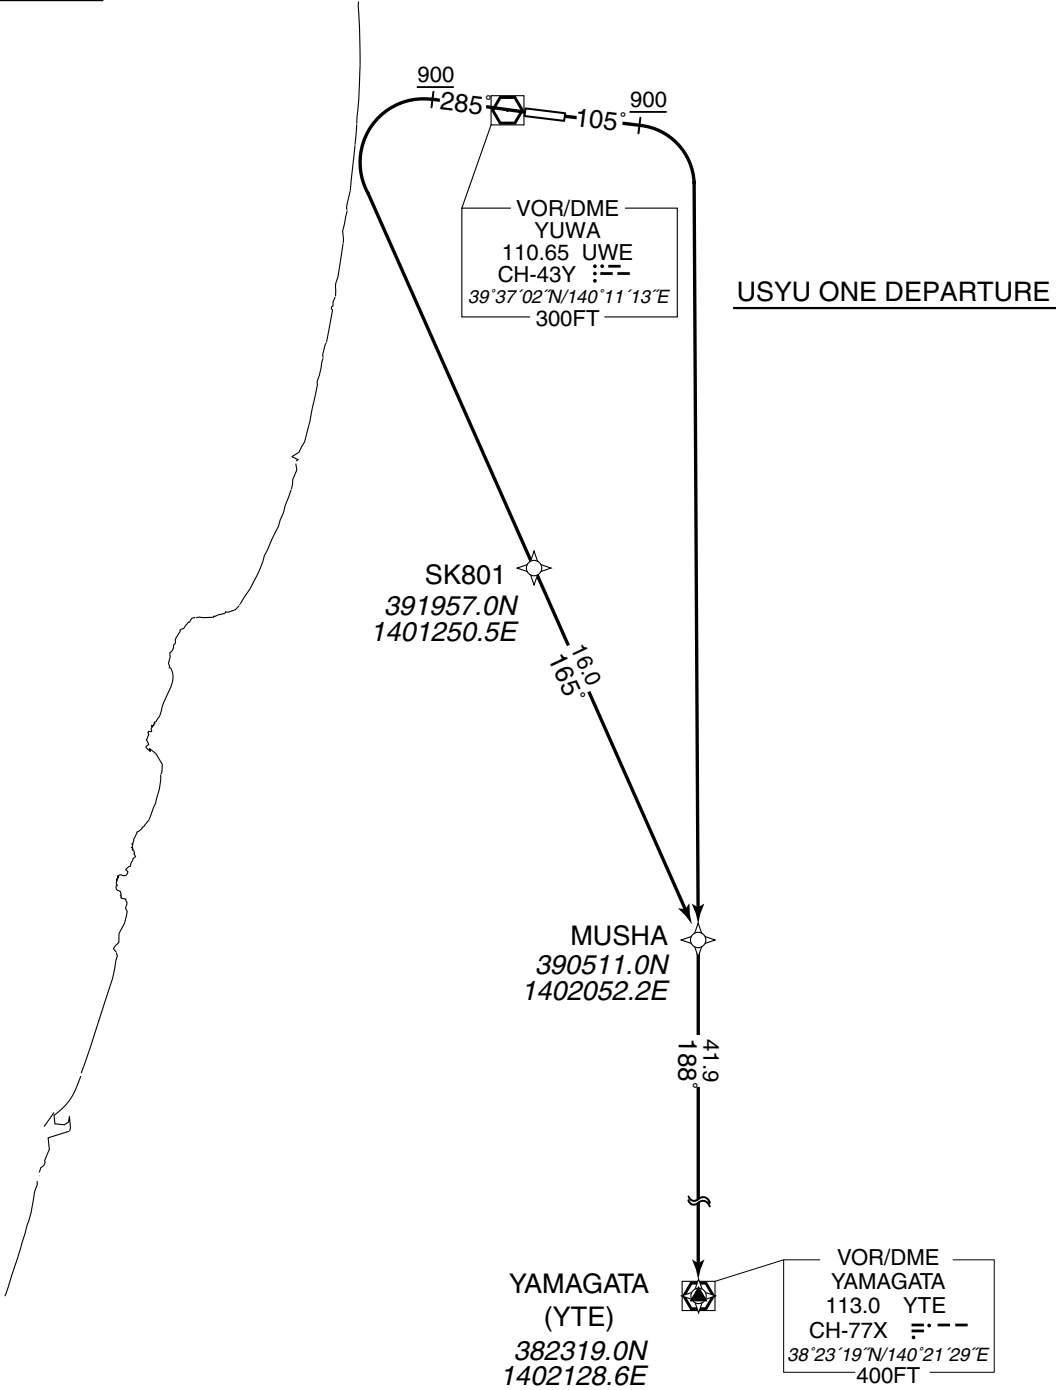 900
285°
105°
900
VOR/DME
YUWA
110.65 UWE
CH-43Y
39°37´02˝N/140°11´13˝E
300FT
USYU ONE DEPARTURE
SK801
391957.0N
1401250.5E
16.0
165°
MUSHA
390511.0N
1402052.2E
41.9
188°
YAMAGATA
(YTE)
382319.0N
1402128.6E
VOR/DME
YAMAGATA
113.0 YTE
CH-77X
38°23´19˝N/140°21´29˝E
400FT